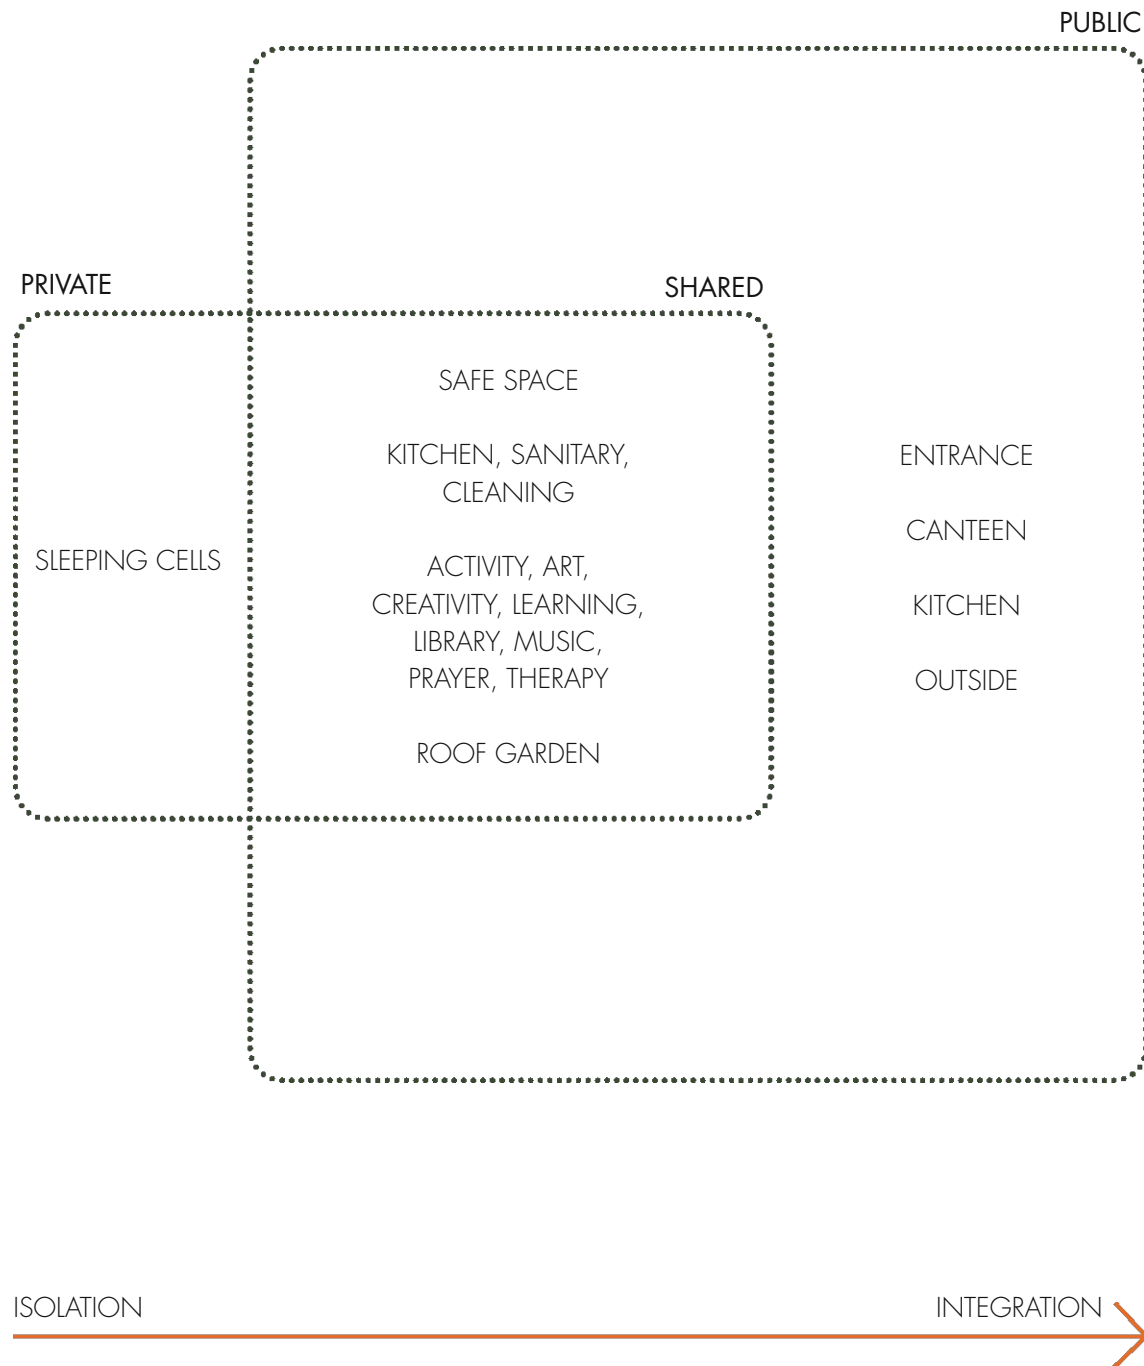 PUBLIC
PRIVATE
SHARED
SAFE SPACE
KITCHEN, SANITARY,
CLEANING
ACTIVITY, ART,
CREATIVITY, LEARNING,
LIBRARY, MUSIC,
PRAYER, THERAPY
ROOF GARDEN
SLEEPING CELLS
ENTRANCE
CANTEEN
KITCHEN
OUTSIDE
ISOLATION
INTEGRATION